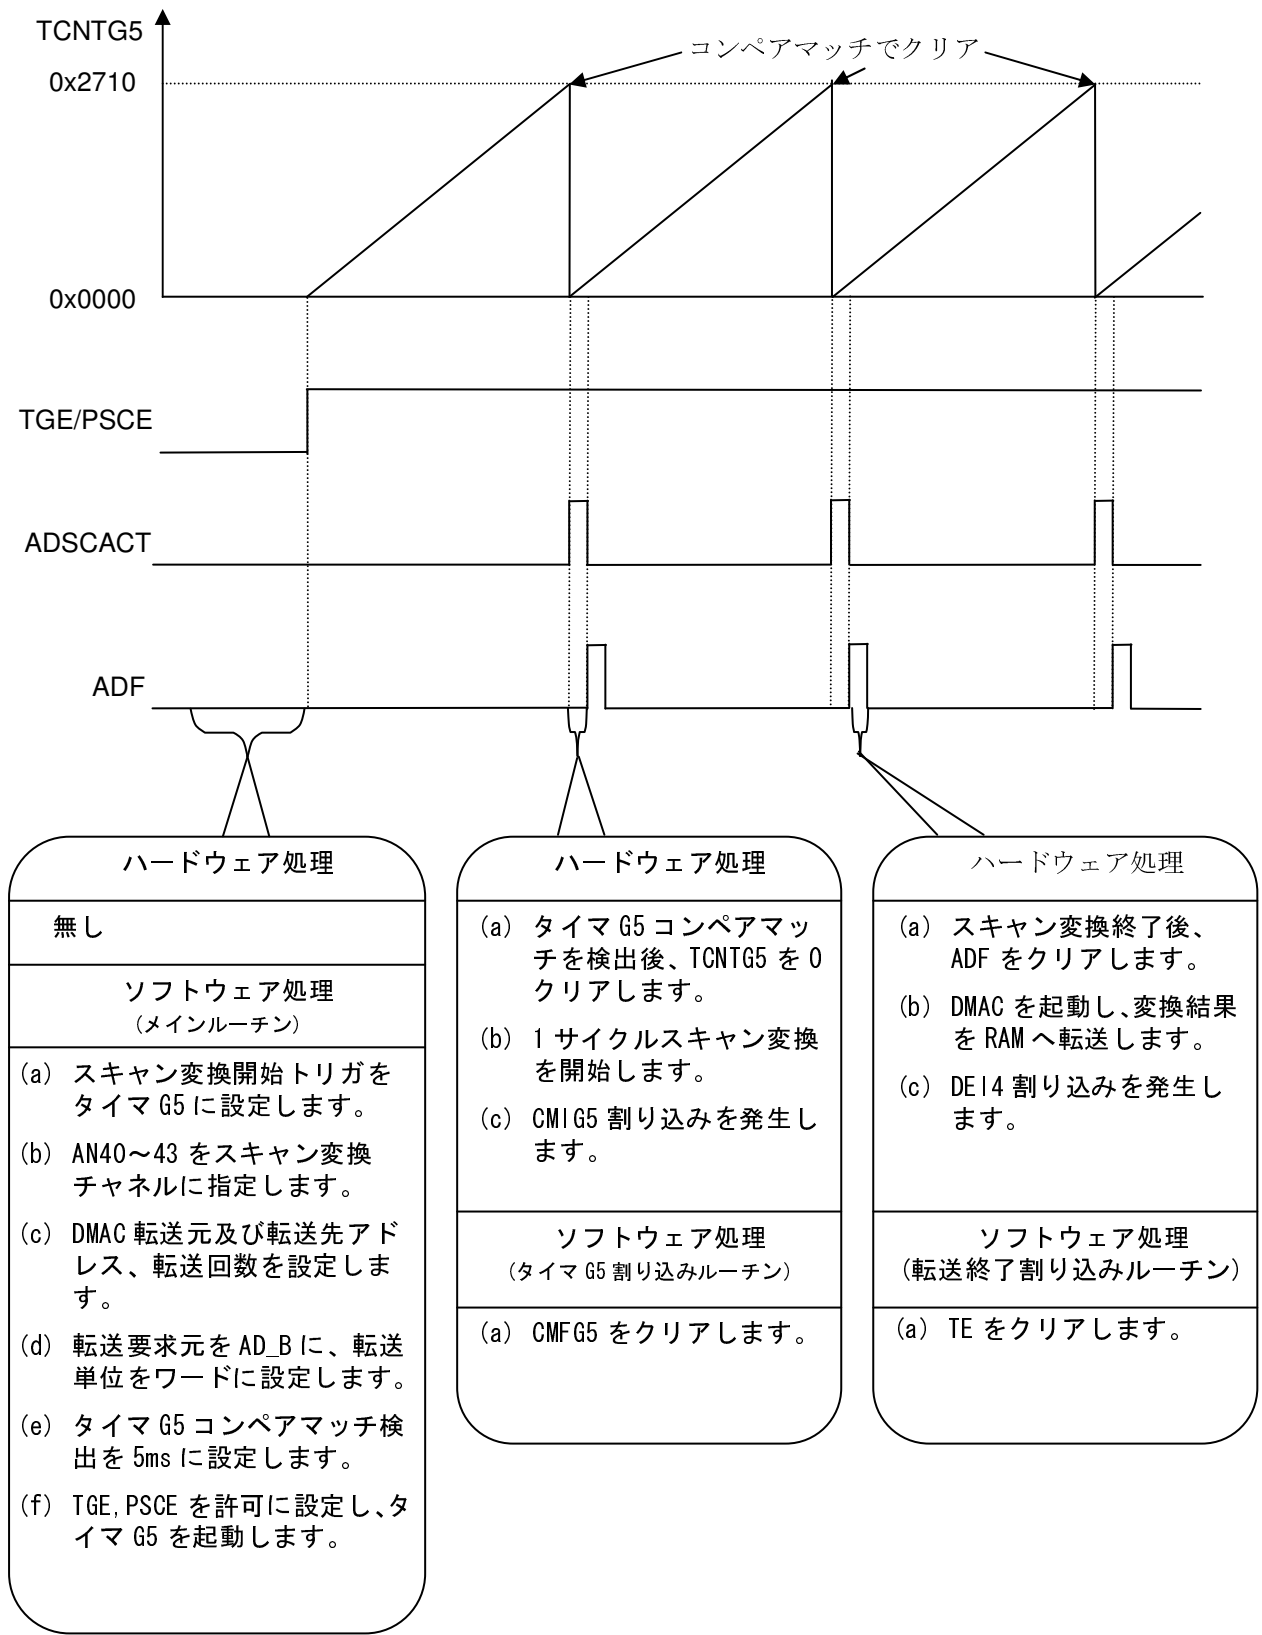 TCNTG5
コンペアマッチでクリア
0x2710
0x0000
TGE/PSCE
ADSCACT
ADF
ハードウェア処理
無し
ソフトウェア処理
(メインルーチン)
(a) スキャン変換開始トリガを
タイマ G5 に設定します。
(b) AN40～43 をスキャン変換
チャネルに指定します。
(c) DMAC 転送元及び転送先アド
レス、転送回数を設定しま
す。
(d) 転送要求元を AD_B に、転送
単位をワードに設定します。
(e) タイマ G5 コンペアマッチ検
出を 5ms に設定します。
(f) TGE,PSCE を許可に設定し、タ
イマ G5 を起動します。
ハードウェア処理
(a) タイマ G5 コンペアマッ
チを検出後、TCNTG5 を 0
クリアします。
(b) 1 サイクルスキャン変換
を開始します。
(c) CMIG5 割り込みを発生し
ます。
ソフトウェア処理
(タイマ G5 割り込みルーチン)
(a) CMFG5 をクリアします。
ハードウェア処理
(a) スキャン変換終了後、
ADF をクリアします。
(b) DMAC を起動し、変換結果
を RAM へ転送します。
(c) DEI4 割り込みを発生し
ます。
ソフトウェア処理
(転送終了割り込みルーチン)
(a) TE をクリアします。